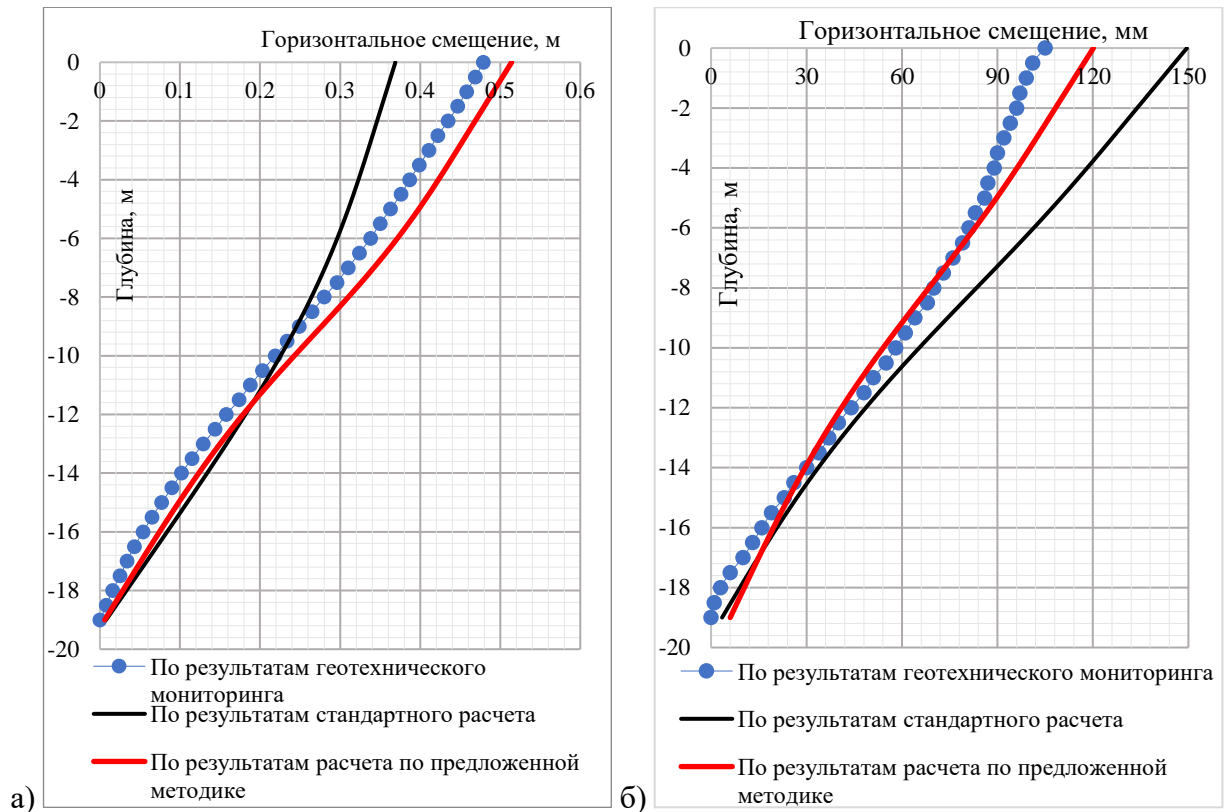 Горизонтальное смещение, м
0 0.1 0.2 0.3 0.4 0.5 0.6
0
-2
-4
-6
-8
-10
-12
-14
-16
-18
-20
Глубина, м
По результатам геотехнического
мониторинга
По результатам стандартного расчета
По результатам расчета по предложенной
методике
а)
Горизонтальное смещение, мм
0 30 60 90 120 150
0
-2
-4
-6
-8
-10
-12
-14
-16
-18
-20
Глубина, м
По результатам геотехнического мониторинга
По результатам стандартного расчета
По результатам расчета по предложенной
методике
б)